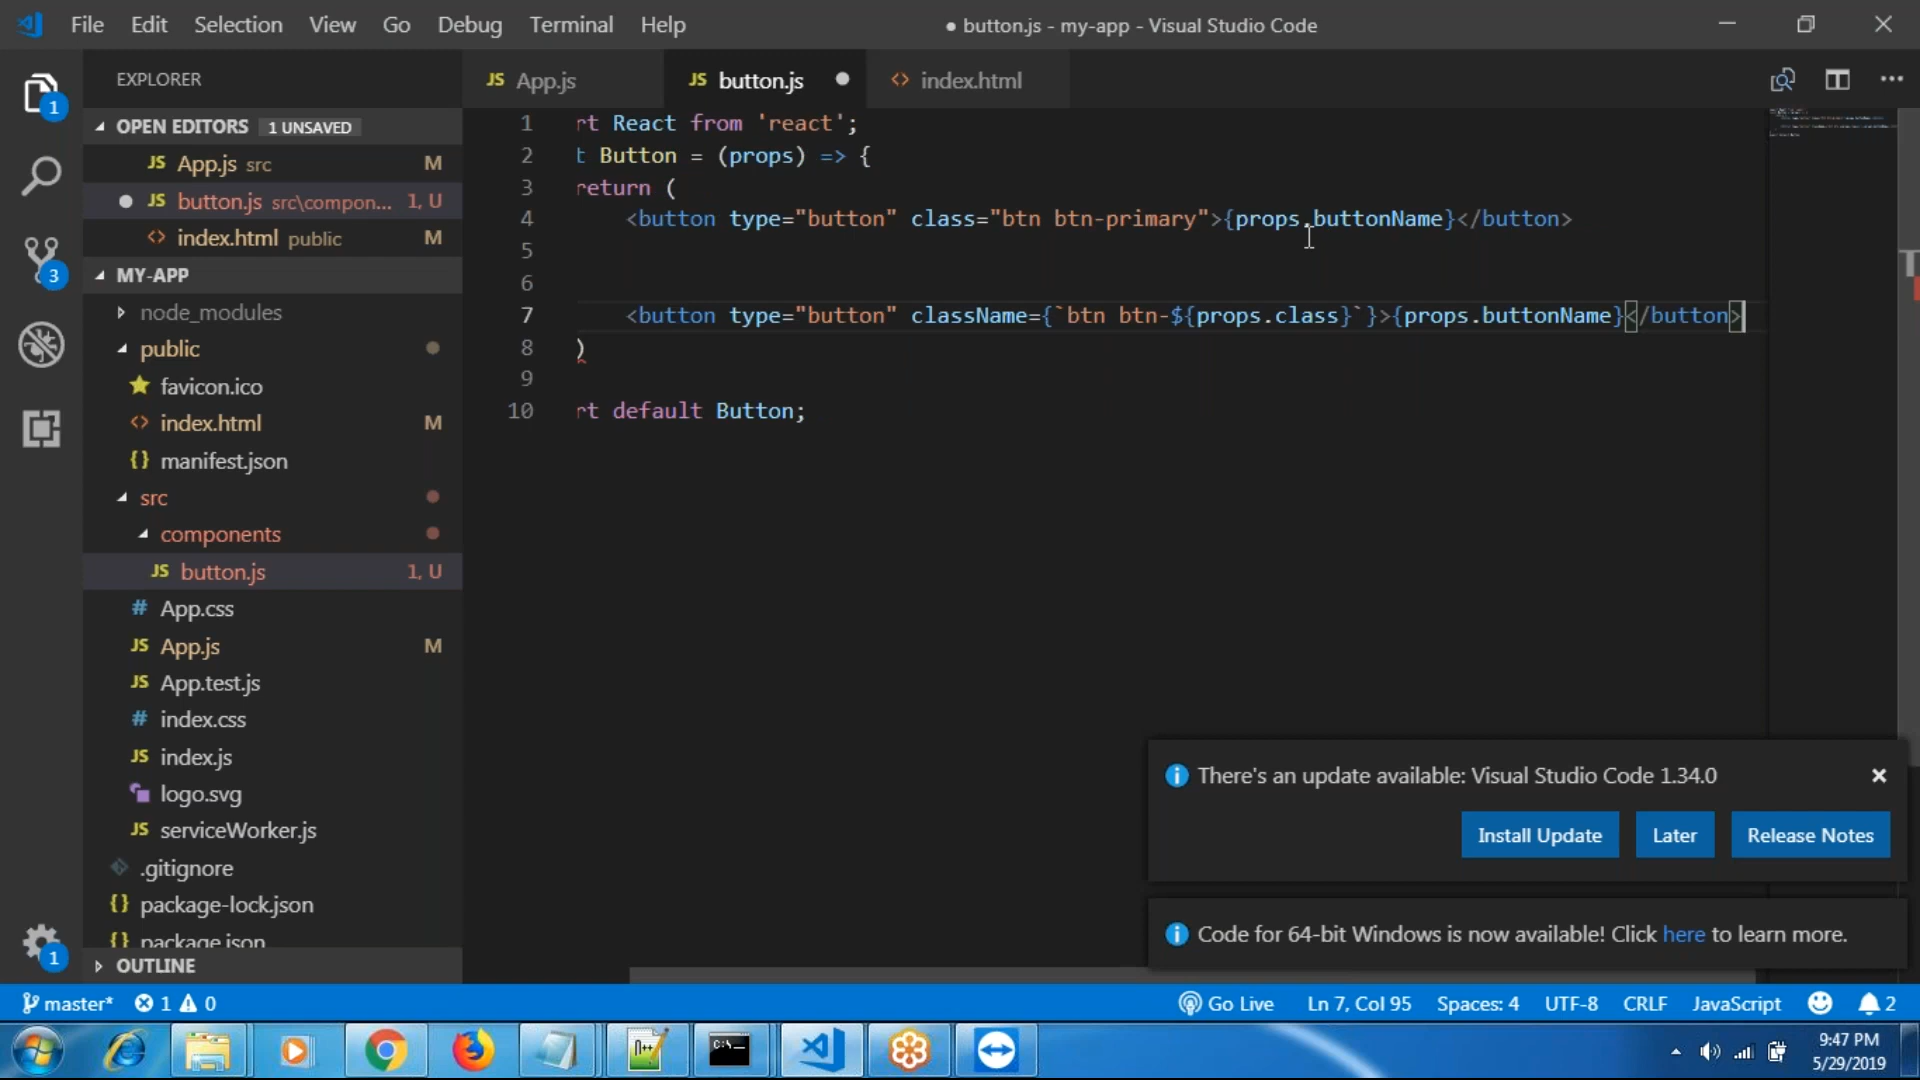 File Edit Selection View Go Debug Terminal Help
● button.js - my-app - Visual Studio Code
EXPLORER
OPEN EDITORS 1 UNSAVED
JS App.js src M
JS button.js src\compon... 1, U
<> index.html public M
MY-APP
node_modules
public
favicon.ico
<> index.html M
{} manifest.json
src
components
JS button.js 1, U
# App.css
JS App.js M
JS App.test.js
# index.css
JS index.js
logo.svg
JS serviceWorker.js
.gitignore
{} package-lock.json
{} package.json
OUTLINE
1
3
1
JS App.js
JS button.js ●
<> index.html
1 rt React from 'react';
2 t Button = (props) => {
3 return (
4 <button type="button" class="btn btn-primary">{props.buttonName}</button>
5
6
7 <button type="button" className={`btn btn-${props.class}`}>{props.buttonName}</button>
8 )
9
10 rt default Button;
There's an update available: Visual Studio Code 1.34.0
Install Update Later Release Notes
Code for 64-bit Windows is now available! Click here to learn more.
master* 1 0
Go Live Ln 7, Col 95 Spaces: 4 UTF-8 CRLF JavaScript 2
9:47 PM
5/29/2019